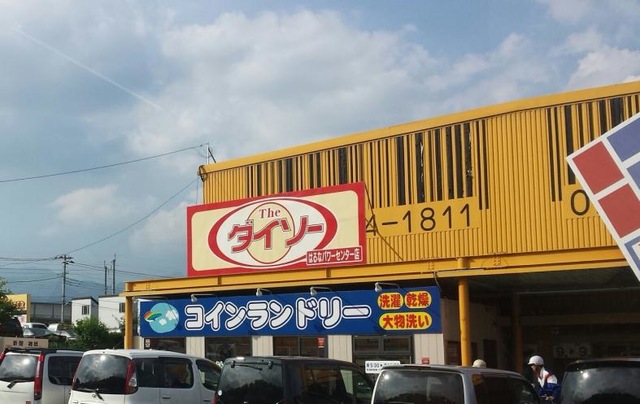 The
ダイソー
はるなパワーセンター店
4-1811
0
コインランドリー
洗濯 乾燥
大物洗い